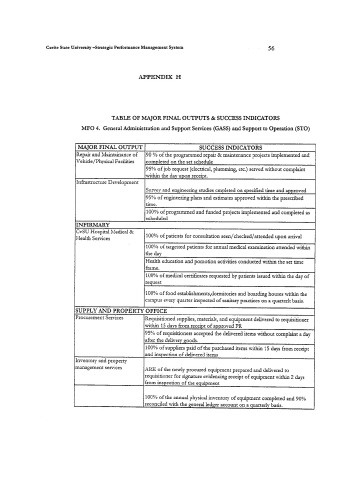 Cavite State University –Strategic Performance Management System
56
APPENDIX H
TABLE OF MAJOR FINAL OUTPUTS & SUCCESS INDICATORS
MFO 4. General Administration and Support Services (GASS) and Support to Operation (STO)
MAJOR FINAL OUTPUT
SUCCESS INDICATORS
Repair and Maintainance of
Vehicle/Physical Facilities
90 % of the programmed repair & maintenance projects implemented and
completed on the set schedule
95% of job request (electrical, plumming, etc.) served without complaint
within the day upon receipt.
Infrastructure Development
Survey and engineering studies cmpleted on specified time and approved
95% of engineering plans and estimates approved within the prescribed
time.
100% of programmed and funded projects implemented and completed as
scheduled
INFIRMARY
CvSU Hospital Medical &
Health Services
100% of patients for consultation seen/checked/attended upon arrival
100% of targeted patients for annual medical examination attended within
the day
Health education and pomotion activities conducted within the set time
frame.
100% of medical certificates requested by patients issued within the day of
request
100% of food establishments,dormitories and boarding houses within the
campus every quarter inspected of sanitary practices on a quarterly basis.
SUPPLY AND PROPERTY OFFICE
Procurement Services
Requisitioned supplies, materials, and equipment delivered to requisitioner
within 15 days from receipt of approved PR
95% of requisitioners accepted the delivered items without complaint a day
after the delivery goods.
100% of suppliers paid of the purchased items within 15 days from receipt
and inspection of delivered items
Inventory and property
management services
ARE of the newly procured equipment prepared and delivered to
requisitioner for signature evidencing receipt of equipment within 2 days
from inspection of the equipment
100% of the annual physical inventory of equipment completed and 90%
reconciled with the general ledger account on a quarterly basis.